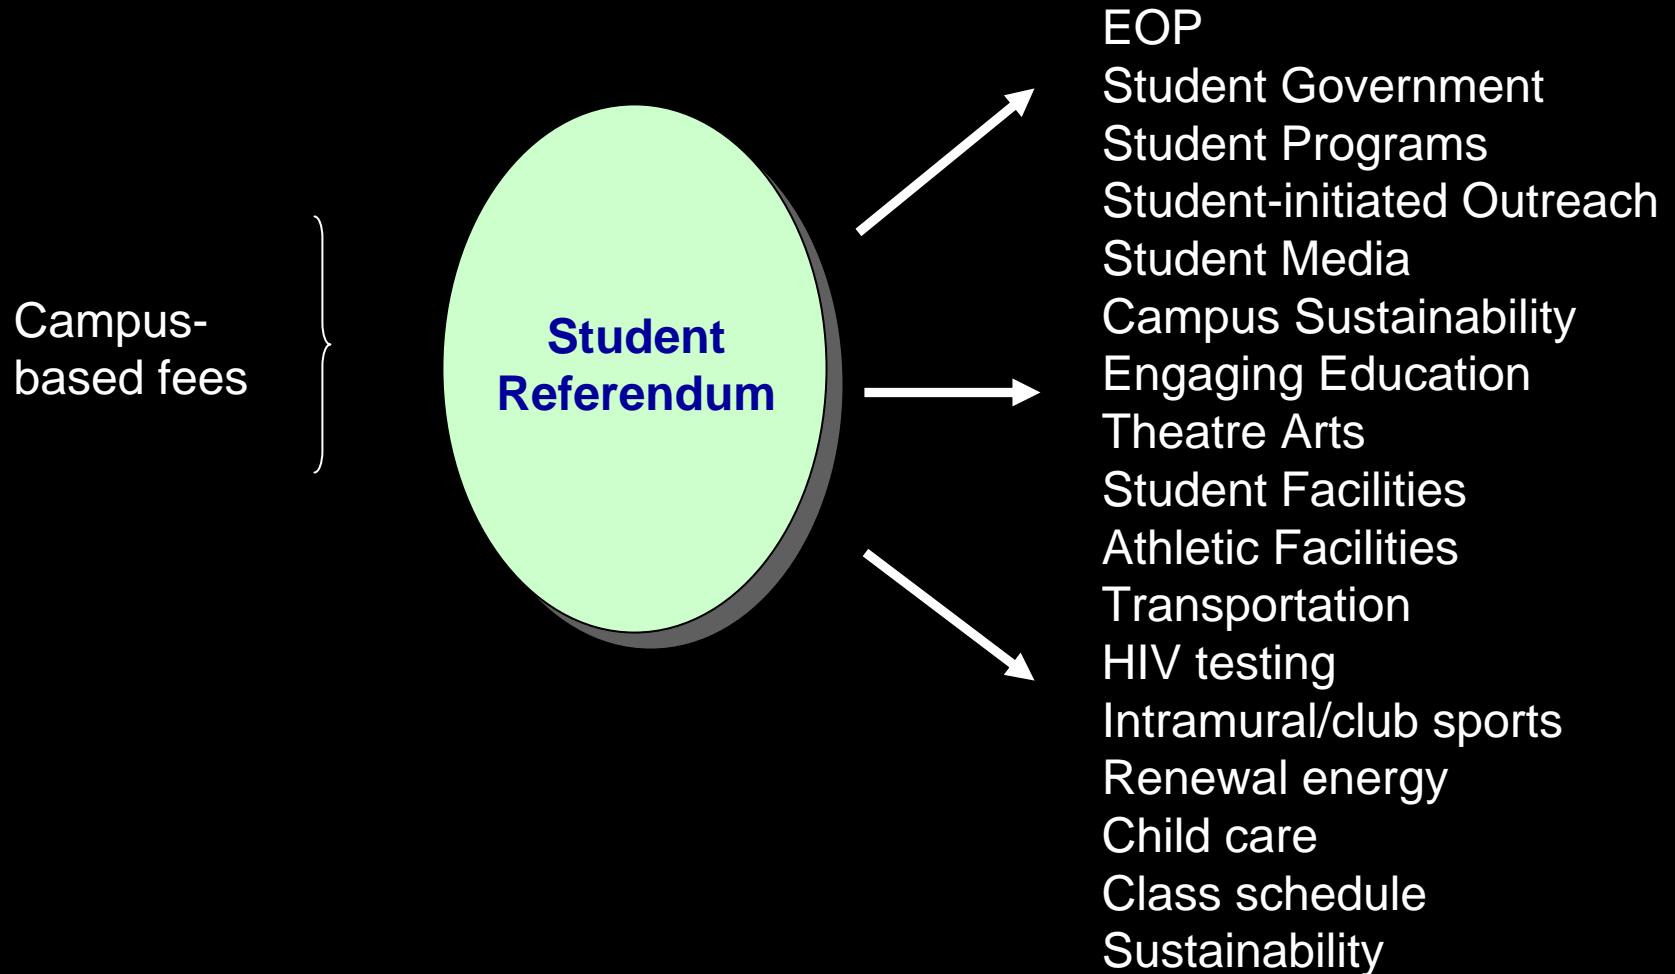 Campus-
based fees
Student
Referendum
EOP
Student Government
Student Programs
Student-initiated Outreach
Student Media
Campus Sustainability
Engaging Education
Theatre Arts
Student Facilities
Athletic Facilities
Transportation
HIV testing
Intramural/club sports
Renewal energy
Child care
Class schedule
Sustainability